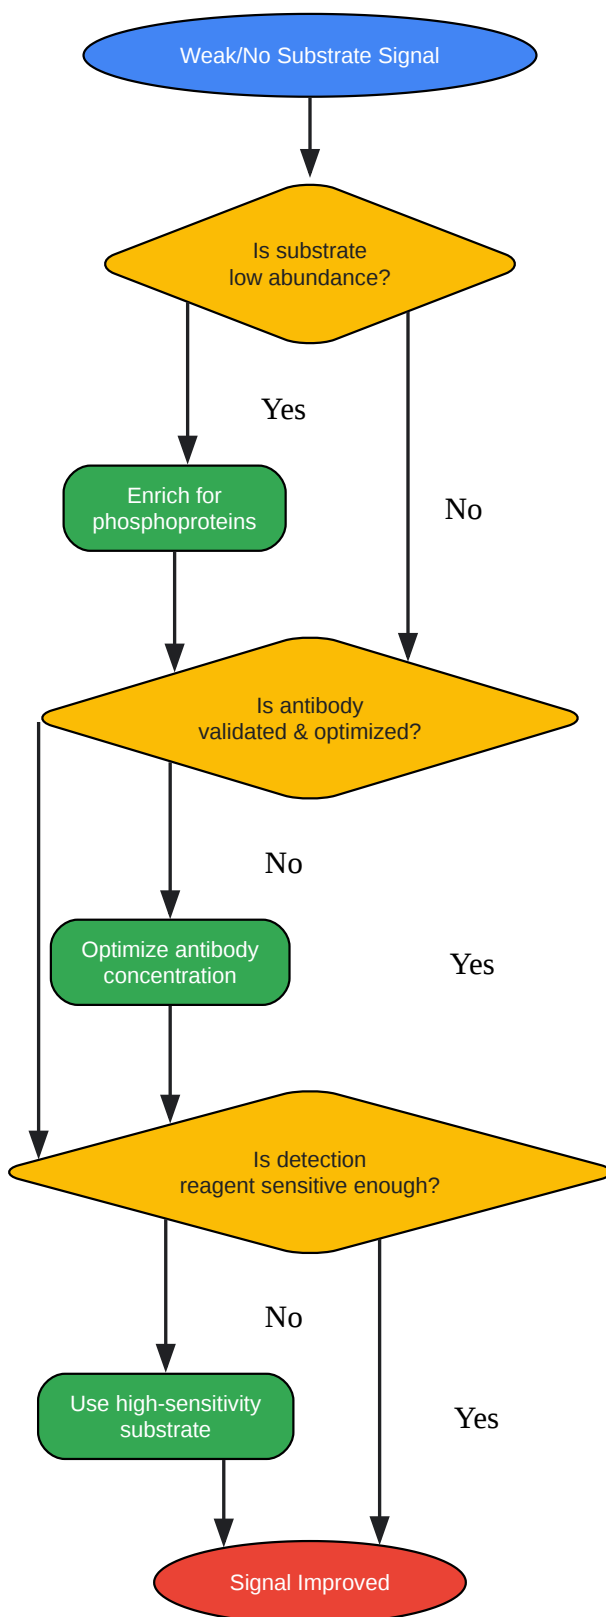 Weak/No Substrate Signal
Is substrate
low abundance?
Yes
Enrich for
phosphoproteins
No
Is antibody
validated & optimized?
No
Optimize antibody
concentration
Yes
Is detection
reagent sensitive enough?
No
Use high-sensitivity
substrate
Yes
Signal Improved